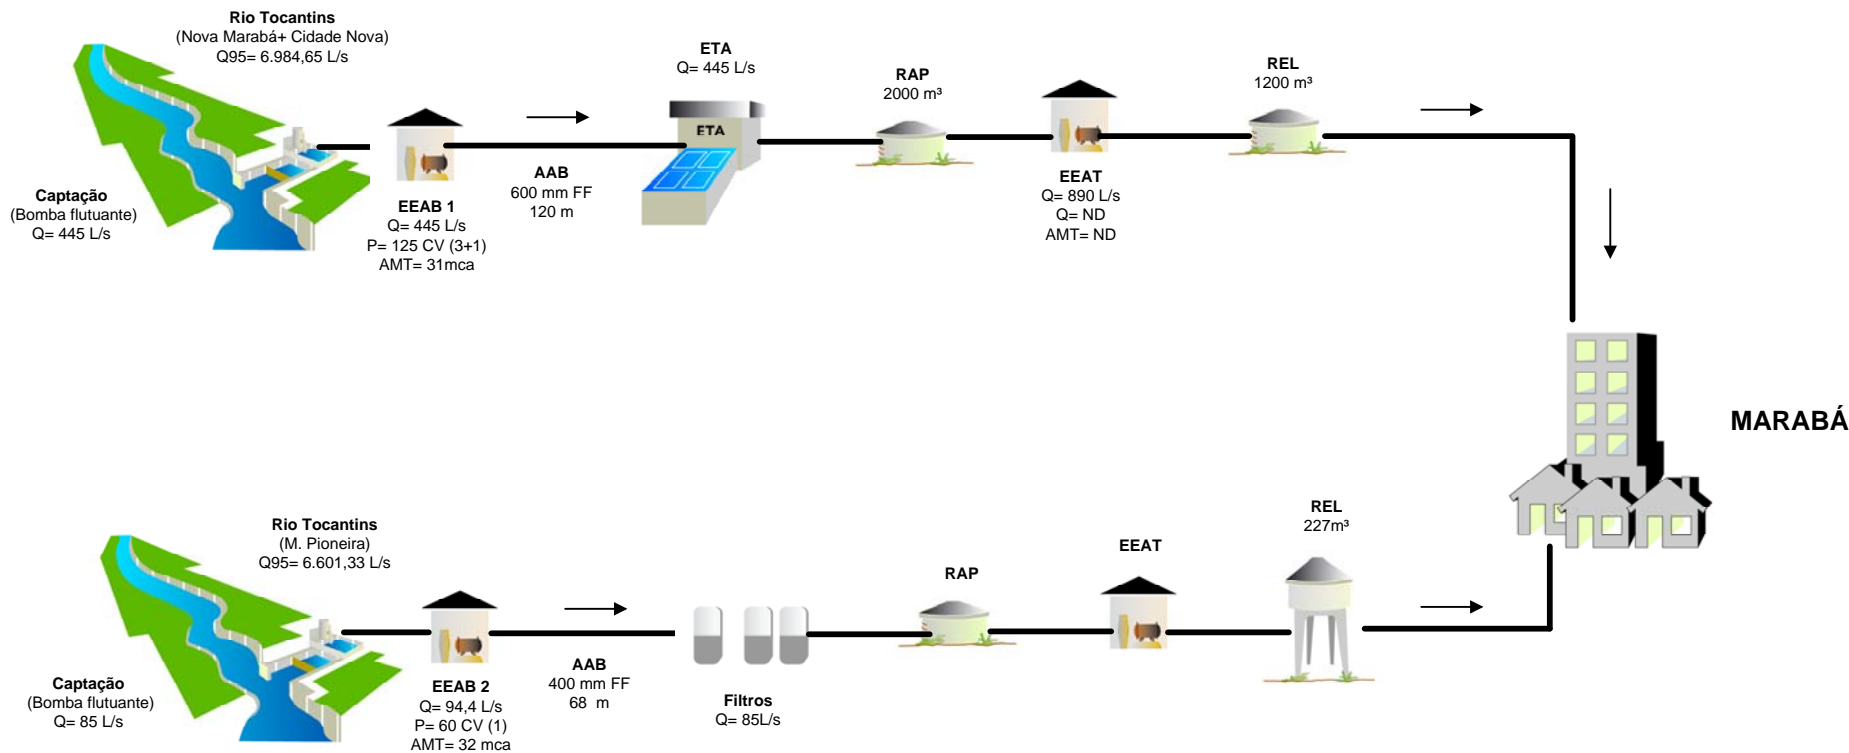 Rio Tocantins
(Nova Marabá+ Cidade Nova)
Q95= 6.984,65 L/s
Captação
(Bomba flutuante)
Q= 445 L/s
EEAB 1
Q= 445 L/s
P= 125 CV (3+1)
AMT= 31mca
AAB
600 mm FF
120 m
ETA
Q= 445 L/s
ETA
RAP
2000 m³
EEAT
Q= 890 L/s
Q= ND
AMT= ND
REL
1200 m³
MARABÁ
Rio Tocantins
(M. Pioneira)
Q95= 6.601,33 L/s
Captação
(Bomba flutuante)
Q= 85 L/s
EEAB 2
Q= 94,4 L/s
P= 60 CV (1)
AMT= 32 mca
AAB
400 mm FF
68 m
Filtros
Q= 85L/s
RAP
EEAT
REL
227m³